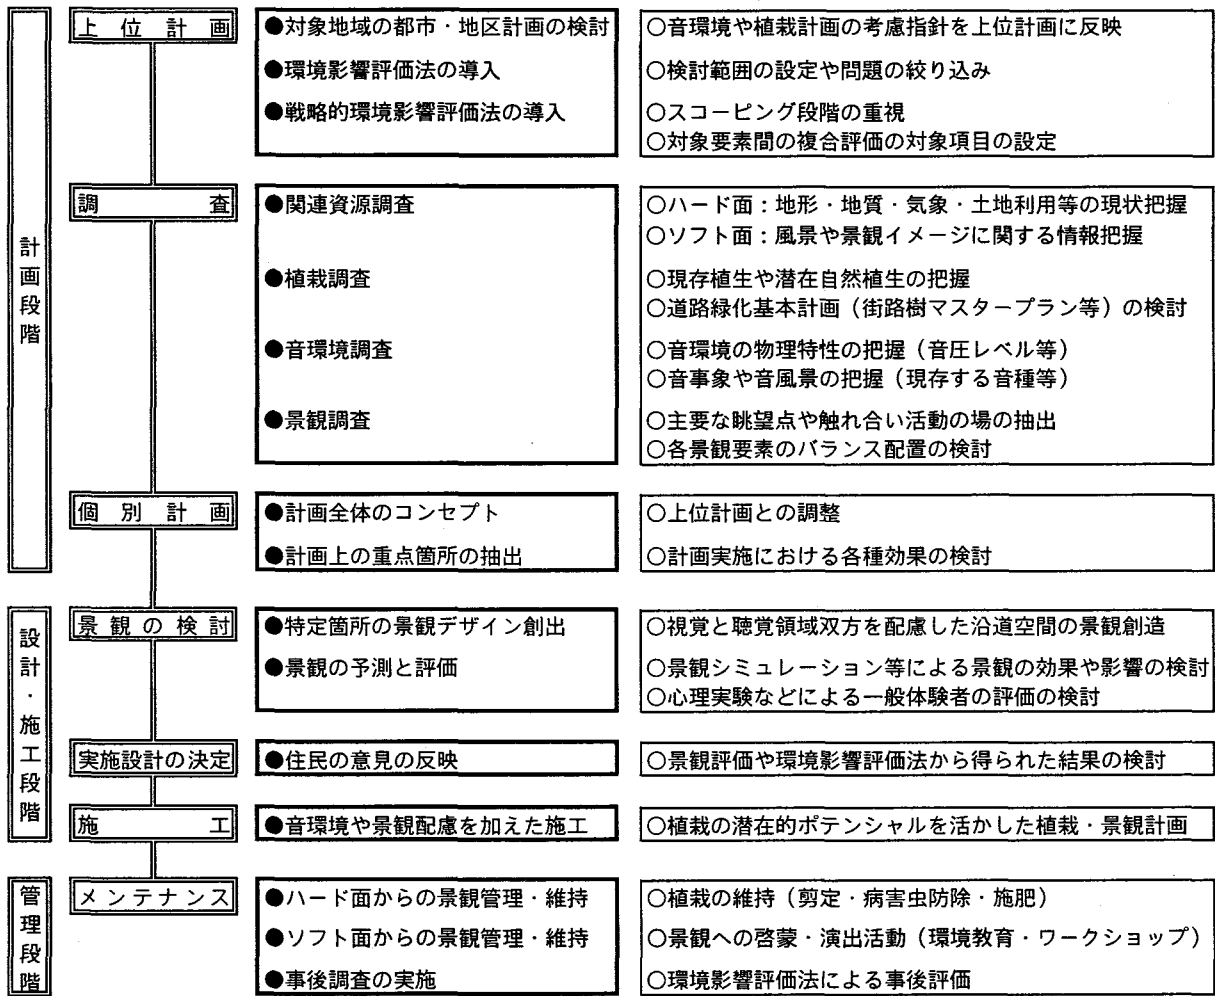 計画段階
上位計画
●対象地域の都市・地区計画の検討
○音環境や植栽計画の考慮指針を上位計画に反映
●環境影響評価法の導入
○検討範囲の設定や問題の絞り込み
●戦略的環境影響評価法の導入
○スコーピング段階の重視
○対象要素間の複合評価の対象項目の設定
調査
●関連資源調査
○ハード面：地形・地質・気象・土地利用等の現状把握
○ソフト面：風景や景観イメージに関する情報把握
●植栽調査
○現存植生や潜在自然植生の把握
○道路緑化基本計画（街路樹マスタープラン等）の検討
●音環境調査
○音環境の物理特性の把握（音圧レベル等）
○音事象や音風景の把握（現存する音種等）
●景観調査
○主要な眺望点や触れ合い活動の場の抽出
○各景観要素のバランス配置の検討
個別計画
●計画全体のコンセプト
○上位計画との調整
●計画上の重点箇所の抽出
○計画実施における各種効果の検討
設計・施工段階
景観の検討
●特定箇所の景観デザイン創出
○視覚と聴覚領域双方を配慮した沿道空間の景観創造
●景観の予測と評価
○景観シミュレーション等による景観の効果や影響の検討
○心理実験などによる一般体験者の評価の検討
実施設計の決定
●住民の意見の反映
○景観評価や環境影響評価法から得られた結果の検討
施工
●音環境や景観配慮を加えた施工
○植栽の潜在的ポテンシャルを活かした植栽・景観計画
管理段階
メンテナンス
●ハード面からの景観管理・維持
○植栽の維持（剪定・病害虫防除・施肥）
●ソフト面からの景観管理・維持
○景観への啓蒙・演出活動（環境教育・ワークショップ）
●事後調査の実施
○環境影響評価法による事後評価